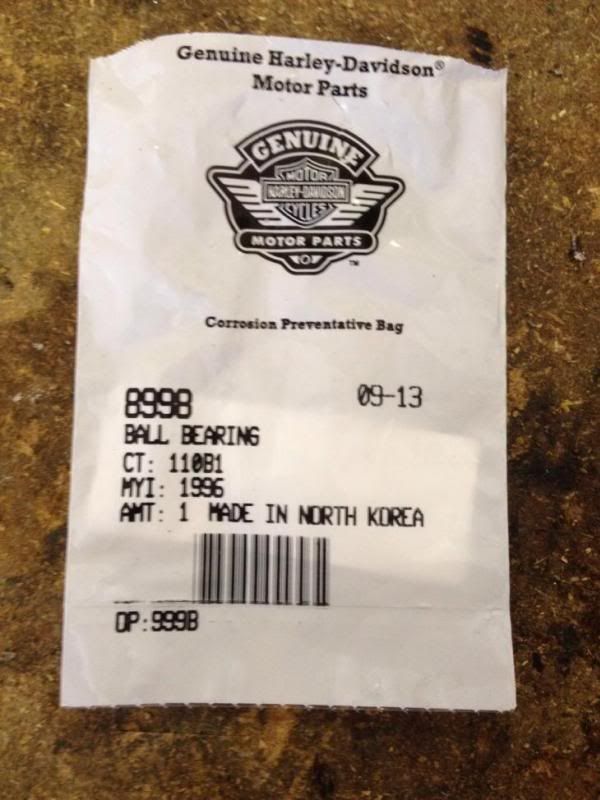 Genuine Harley-Davidson®
Motor Parts
GENUINE
MOTOR
HARLEY-DAVIDSON
CYCLES
MOTOR PARTS
™
Corrosion Preventative Bag
8998 09-13
BALL BEARING
CT: 110B1
MYI: 1996
AMT: 1 MADE IN NORTH KOREA
OP:999B